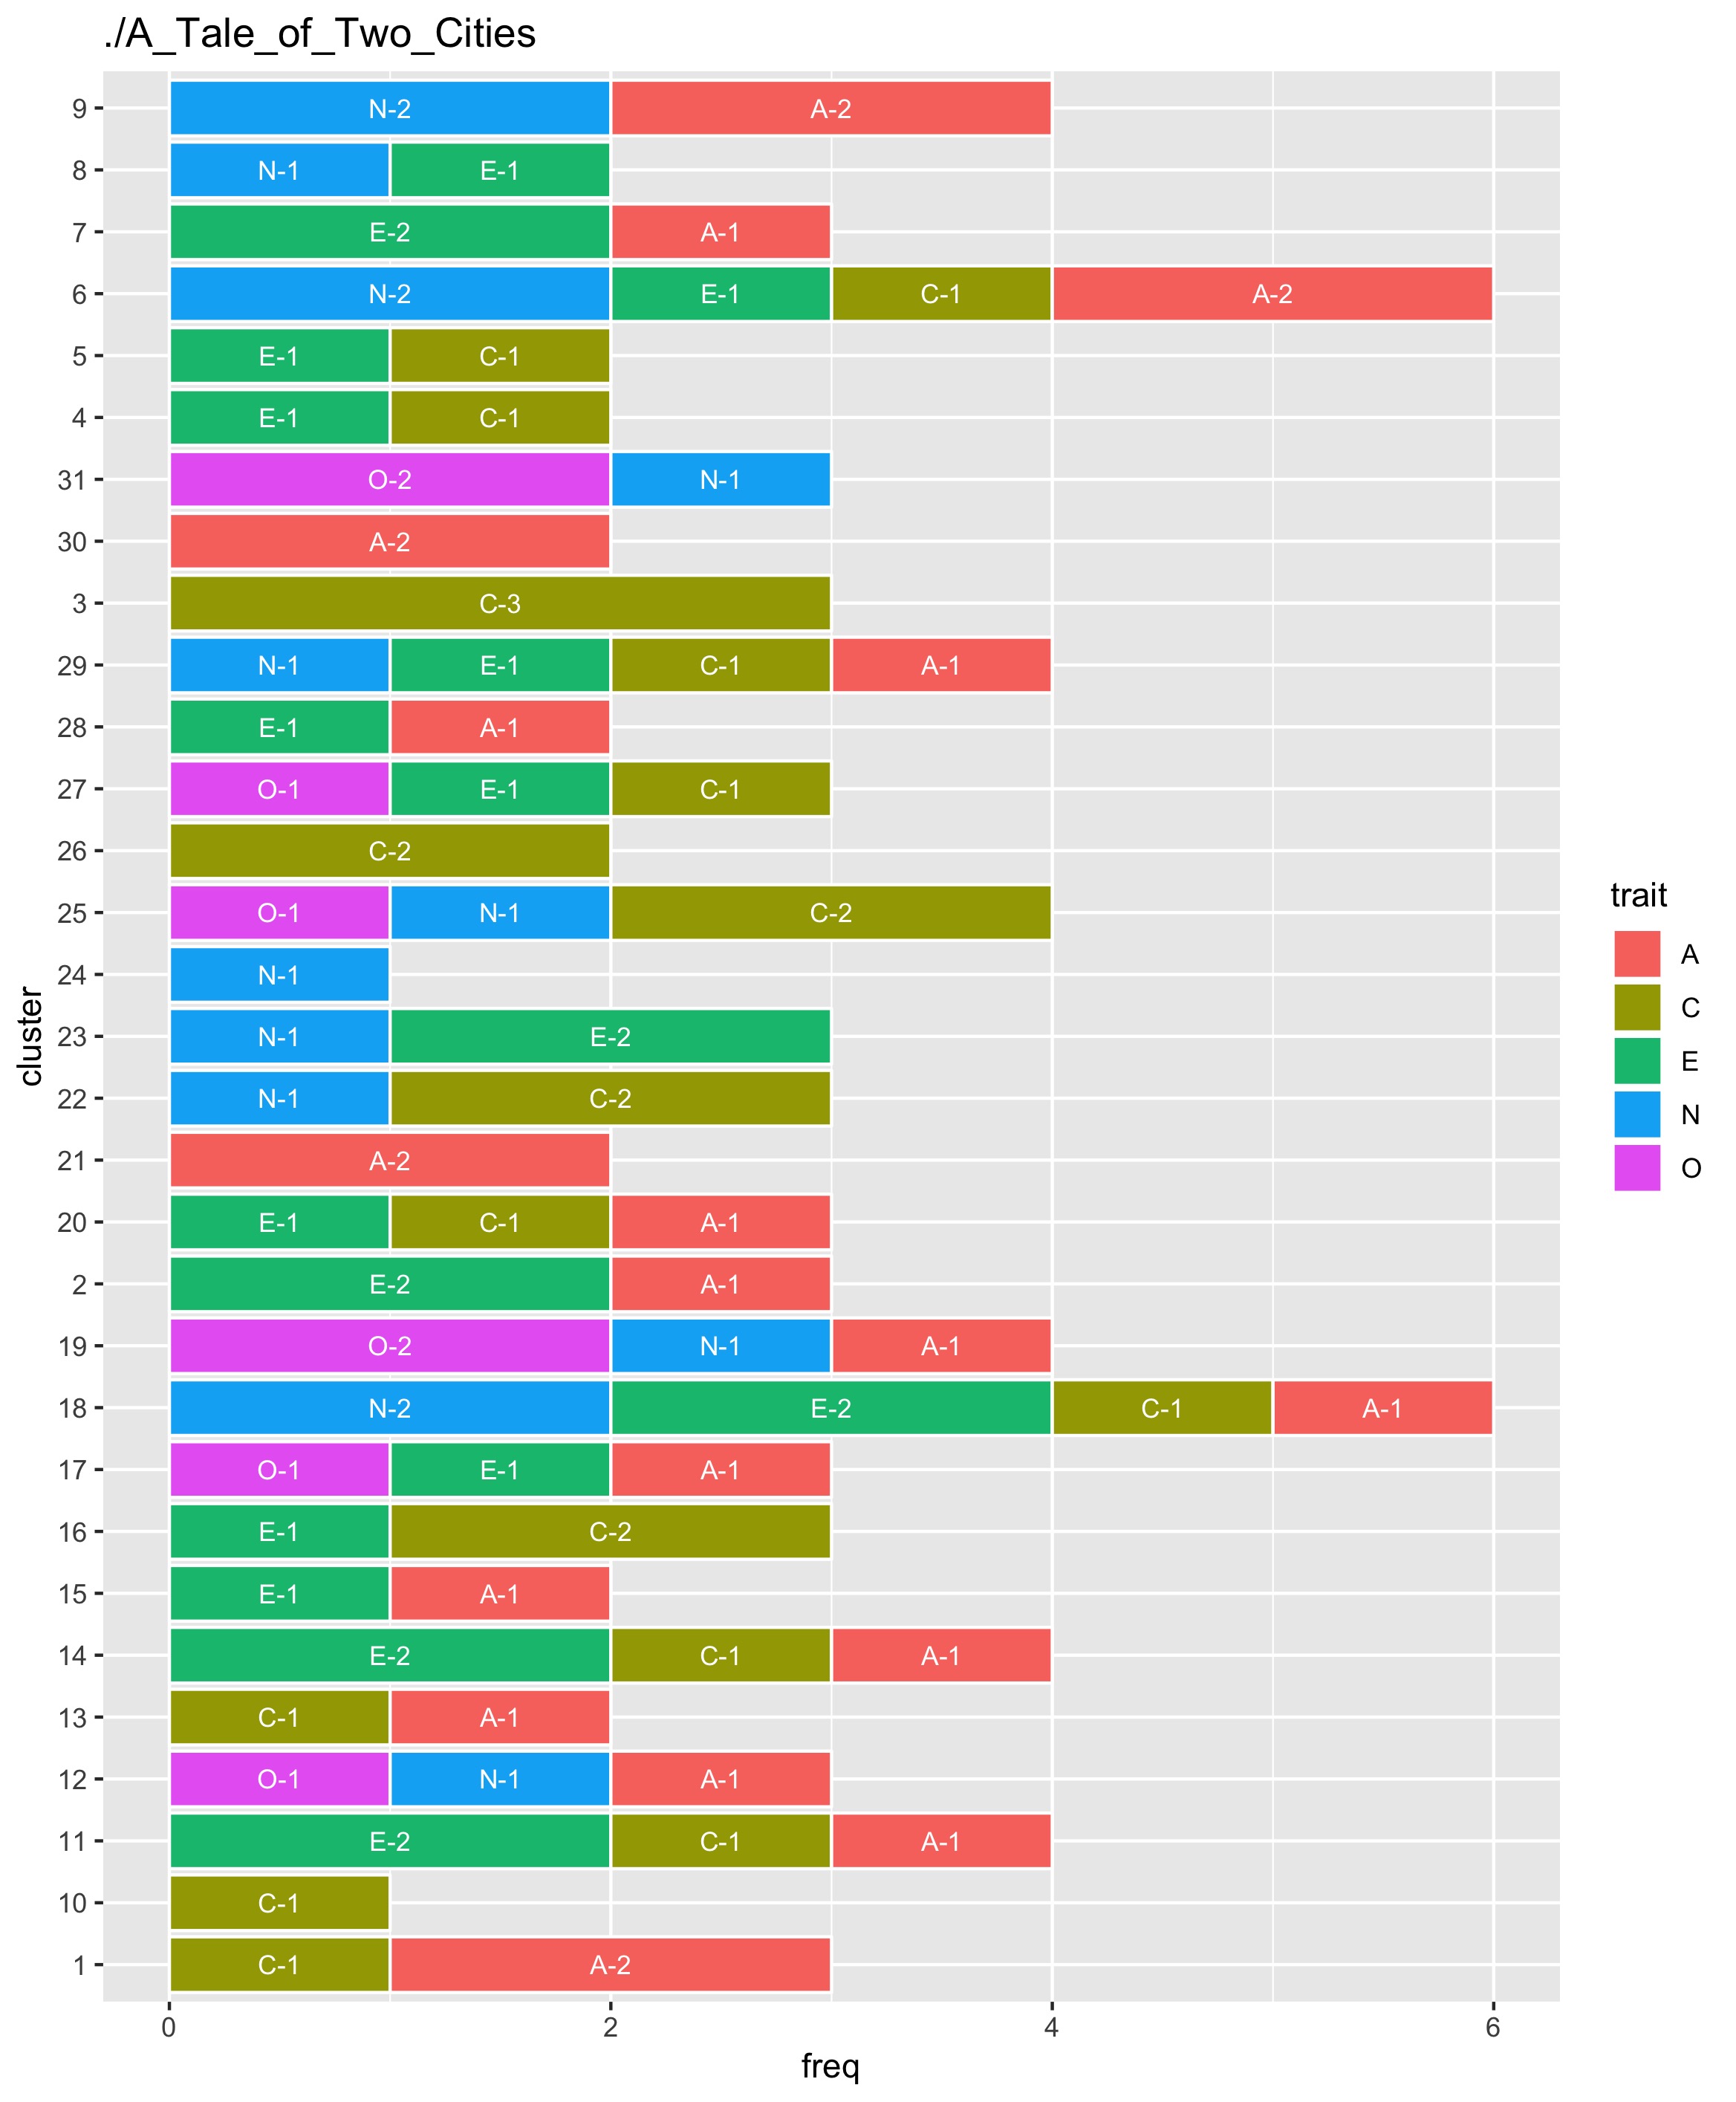 ./A_Tale_of_Two_Cities
9 N-2 A-2
8 N-1 E-1
7 E-2 A-1
6 N-2 E-1 C-1 A-2
5 E-1 C-1
4 E-1 C-1
31 O-2 N-1
30 A-2
3 C-3
29 N-1 E-1 C-1 A-1
28 E-1 A-1
27 O-1 E-1 C-1
26 C-2
25 O-1 N-1 C-2
24 N-1
23 N-1 E-2
22 N-1 C-2
21 A-2
20 E-1 C-1 A-1
2 E-2 A-1
19 O-2 N-1 A-1
18 N-2 E-2 C-1 A-1
17 O-1 E-1 A-1
16 E-1 C-2
15 E-1 A-1
14 E-2 C-1 A-1
13 C-1 A-1
12 O-1 N-1 A-1
11 E-2 C-1 A-1
10 C-1
1 C-1 A-2
0 2 4 6
freq
cluster
trait
A
C
E
N
O